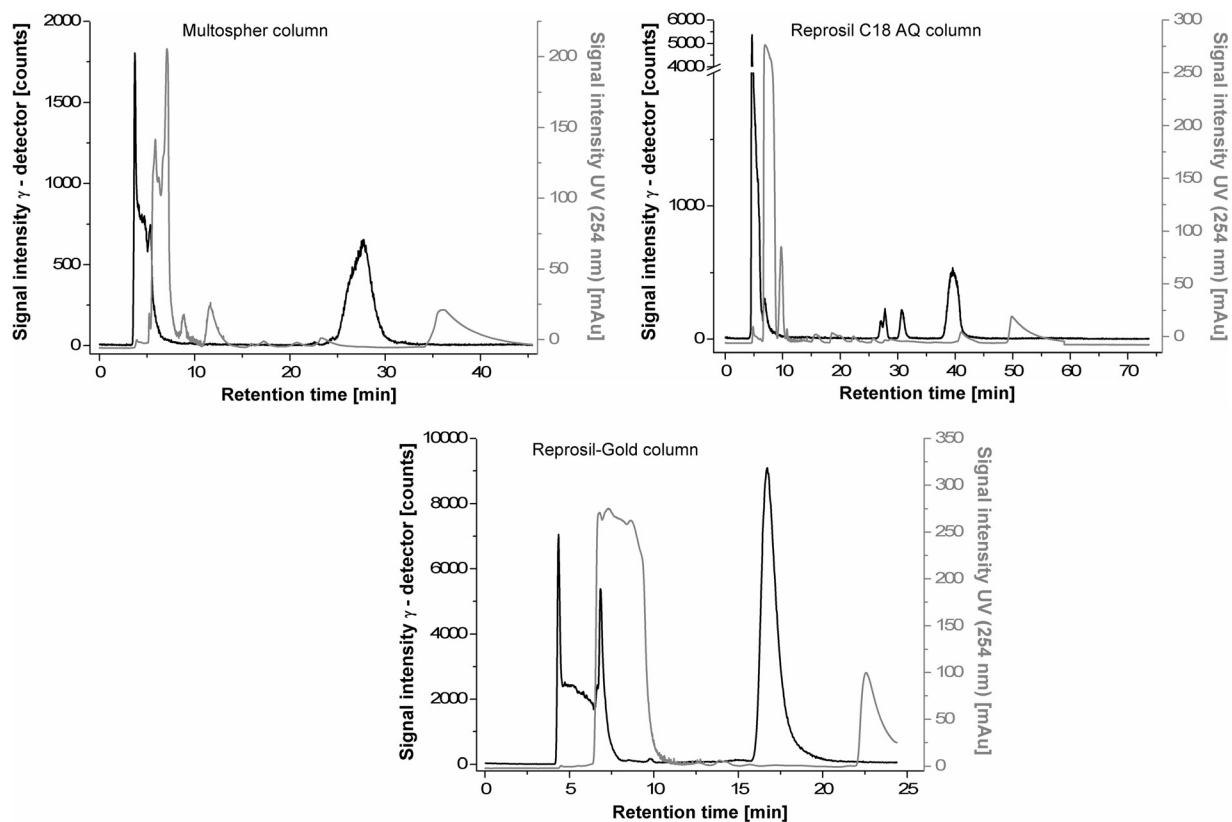 Multospher column
Signal intensity γ - detector [counts]
2000
1500
1000
500
0
Signal intensity UV (254 nm) [mAu]
200
150
100
50
0
0 10 20 30 40
Retention time [min]
Reprosil C18 AQ column
Signal intensity γ - detector [counts]
6000
5000
4000
1000
0
Signal intensity UV (254 nm) [mAu]
300
250
200
150
100
50
0
0 10 20 30 40 50 60 70
Retention time [min]
Reprosil-Gold column
Signal intensity γ - detector [counts]
10000
8000
6000
4000
2000
0
Signal intensity UV (254 nm) [mAu]
350
300
250
200
150
100
50
0
0 5 10 15 20 25
Retention time [min]